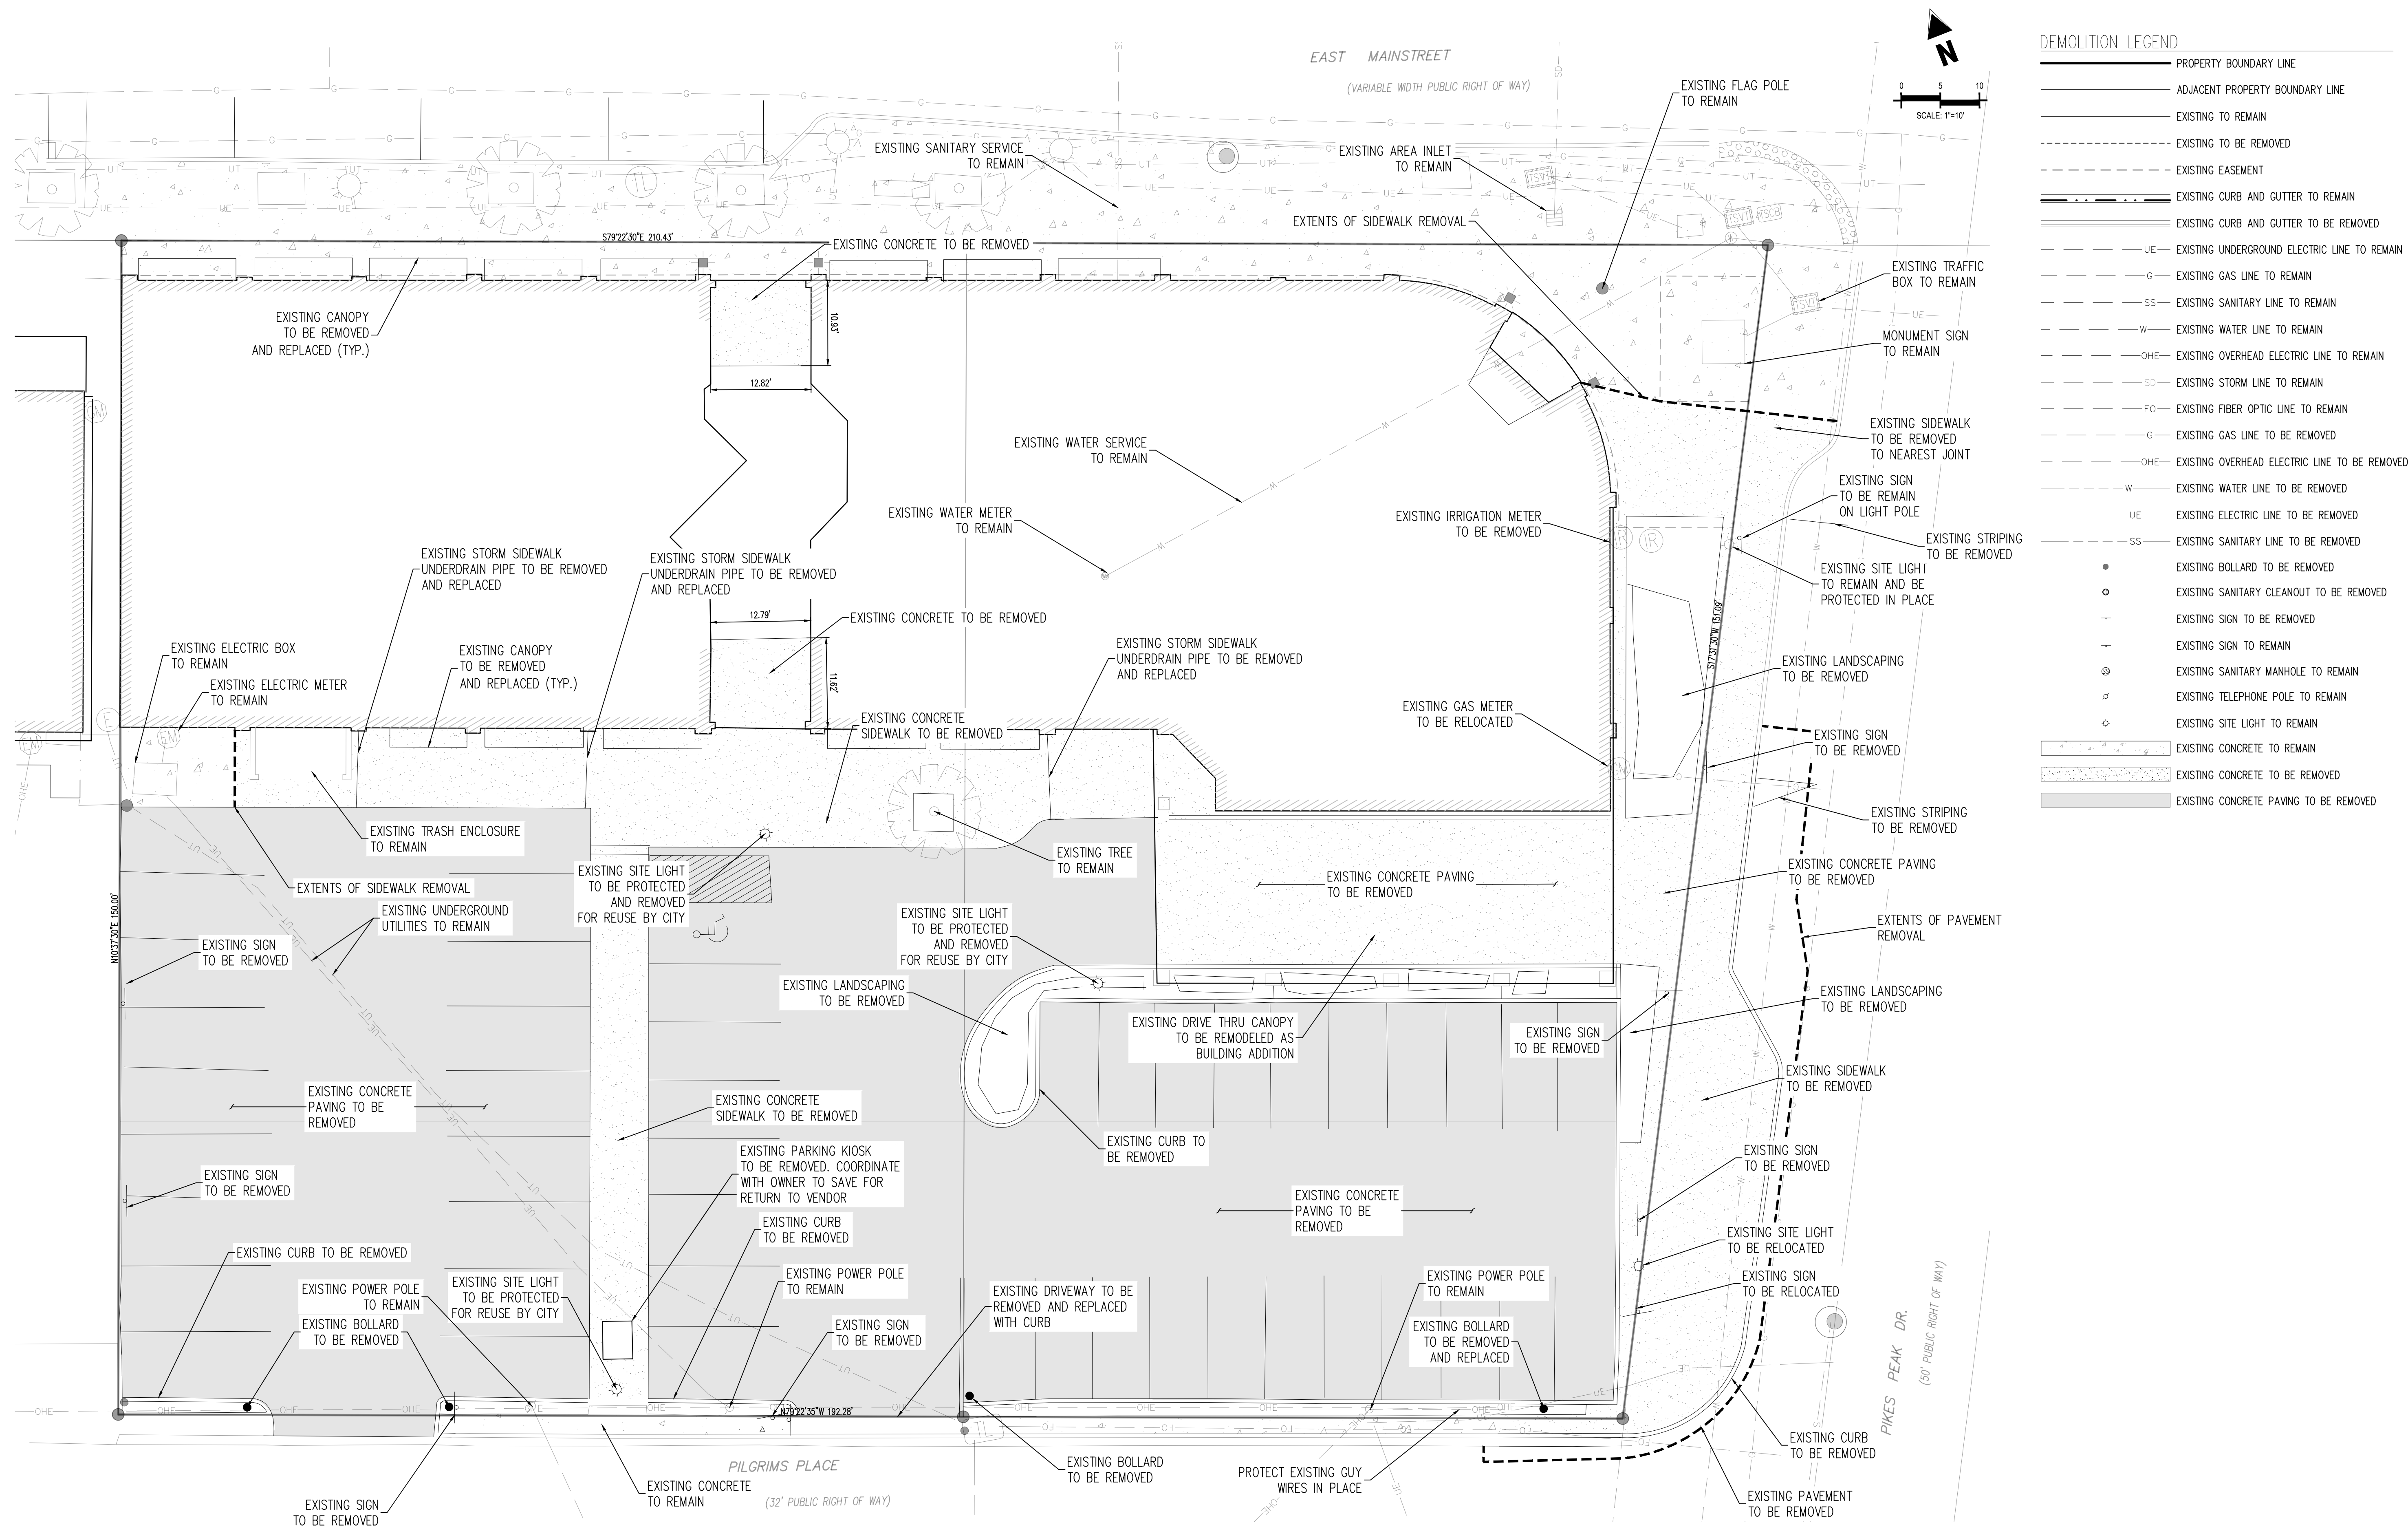 EAST MAINSTREET
(VARIABLE WIDTH PUBLIC RIGHT OF WAY)
N
0 5 10
SCALE: 1"=10'
EXISTING FLAG POLE
TO REMAIN
EXISTING SANITARY SERVICE
TO REMAIN
EXISTING AREA INLET
TO REMAIN
EXTENTS OF SIDEWALK REMOVAL
S79°22'30"E 210.43'
EXISTING CONCRETE TO BE REMOVED
EXISTING TRAFFIC
BOX TO REMAIN
EXISTING CANOPY
TO BE REMOVED
AND REPLACED (TYP.)
10.93'
12.82'
MONUMENT SIGN
TO REMAIN
EXISTING SIDEWALK
TO BE REMOVED
TO NEAREST JOINT
EXISTING WATER SERVICE
TO REMAIN
EXISTING SIGN
TO BE REMAIN
ON LIGHT POLE
EXISTING WATER METER
TO REMAIN
EXISTING IRRIGATION METER
TO BE REMOVED
EXISTING STRIPING
TO BE REMOVED
EXISTING STORM SIDEWALK
UNDERDRAIN PIPE TO BE REMOVED
AND REPLACED
EXISTING STORM SIDEWALK
UNDERDRAIN PIPE TO BE REMOVED
AND REPLACED
EXISTING SITE LIGHT
TO REMAIN AND BE
PROTECTED IN PLACE
12.79'
EXISTING CONCRETE TO BE REMOVED
11.62'
S17°31'30"W 151.09'
EXISTING ELECTRIC BOX
TO REMAIN
EXISTING ELECTRIC METER
TO REMAIN
EXISTING CANOPY
TO BE REMOVED
AND REPLACED (TYP.)
EXISTING STORM SIDEWALK
UNDERDRAIN PIPE TO BE REMOVED
AND REPLACED
EXISTING LANDSCAPING
TO BE REMOVED
EXISTING CONCRETE
SIDEWALK TO BE REMOVED
EXISTING GAS METER
TO BE RELOCATED
EXISTING SIGN
TO BE REMOVED
EXISTING STRIPING
TO BE REMOVED
EXISTING TRASH ENCLOSURE
TO REMAIN
EXISTING TREE
TO REMAIN
EXTENTS OF SIDEWALK REMOVAL
EXISTING SITE LIGHT
TO BE PROTECTED
AND REMOVED
FOR REUSE BY CITY
EXISTING CONCRETE PAVING
TO BE REMOVED
EXISTING CONCRETE PAVING
TO BE REMOVED
N10°37'30"E 150.00'
EXISTING UNDERGROUND
UTILITIES TO REMAIN
EXISTING SITE LIGHT
TO BE PROTECTED
AND REMOVED
FOR REUSE BY CITY
EXTENTS OF PAVEMENT
REMOVAL
EXISTING SIGN
TO BE REMOVED
EXISTING LANDSCAPING
TO BE REMOVED
EXISTING LANDSCAPING
TO BE REMOVED
EXISTING DRIVE THRU CANOPY
TO BE REMODELED AS
BUILDING ADDITION
EXISTING SIGN
TO BE REMOVED
EXISTING SIDEWALK
TO BE REMOVED
EXISTING CONCRETE
PAVING TO BE
REMOVED
EXISTING CONCRETE
SIDEWALK TO BE REMOVED
EXISTING CURB TO
BE REMOVED
EXISTING SIGN
TO BE REMOVED
EXISTING PARKING KIOSK
TO BE REMOVED. COORDINATE
WITH OWNER TO SAVE FOR
RETURN TO VENDOR
EXISTING SIGN
TO BE REMOVED
EXISTING CONCRETE
PAVING TO BE
REMOVED
EXISTING CURB
TO BE REMOVED
EXISTING SITE LIGHT
TO BE RELOCATED
EXISTING CURB TO BE REMOVED
EXISTING POWER POLE
TO REMAIN
EXISTING SITE LIGHT
TO BE PROTECTED
FOR REUSE BY CITY
EXISTING POWER POLE
TO REMAIN
EXISTING DRIVEWAY TO BE
REMOVED AND REPLACED
WITH CURB
EXISTING POWER POLE
TO REMAIN
EXISTING SIGN
TO BE RELOCATED
EXISTING BOLLARD
TO BE REMOVED
EXISTING SIGN
TO BE REMOVED
EXISTING BOLLARD
TO BE REMOVED
AND REPLACED
N79°22'35"W 192.28'
PIKES PEAK DR.
(50' PUBLIC RIGHT OF WAY)
EXISTING CURB
TO BE REMOVED
PILGRIMS PLACE
(32' PUBLIC RIGHT OF WAY)
EXISTING BOLLARD
TO BE REMOVED
PROTECT EXISTING GUY
WIRES IN PLACE
EXISTING CONCRETE
TO REMAIN
EXISTING SIGN
TO BE REMOVED
EXISTING PAVEMENT
TO BE REMOVED
DEMOLITION LEGEND
PROPERTY BOUNDARY LINE
ADJACENT PROPERTY BOUNDARY LINE
EXISTING TO REMAIN
EXISTING TO BE REMOVED
EXISTING EASEMENT
EXISTING CURB AND GUTTER TO REMAIN
EXISTING CURB AND GUTTER TO BE REMOVED
UE EXISTING UNDERGROUND ELECTRIC LINE TO REMAIN
G EXISTING GAS LINE TO REMAIN
SS EXISTING SANITARY LINE TO REMAIN
W EXISTING WATER LINE TO REMAIN
OHE EXISTING OVERHEAD ELECTRIC LINE TO REMAIN
SD EXISTING STORM LINE TO REMAIN
FO EXISTING FIBER OPTIC LINE TO REMAIN
G EXISTING GAS LINE TO BE REMOVED
OHE EXISTING OVERHEAD ELECTRIC LINE TO BE REMOVED
W EXISTING WATER LINE TO BE REMOVED
UE EXISTING ELECTRIC LINE TO BE REMOVED
SS EXISTING SANITARY LINE TO BE REMOVED
EXISTING BOLLARD TO BE REMOVED
EXISTING SANITARY CLEANOUT TO BE REMOVED
EXISTING SIGN TO BE REMOVED
EXISTING SIGN TO REMAIN
EXISTING SANITARY MANHOLE TO REMAIN
EXISTING TELEPHONE POLE TO REMAIN
EXISTING SITE LIGHT TO REMAIN
EXISTING CONCRETE TO REMAIN
EXISTING CONCRETE TO BE REMOVED
EXISTING CONCRETE PAVING TO BE REMOVED